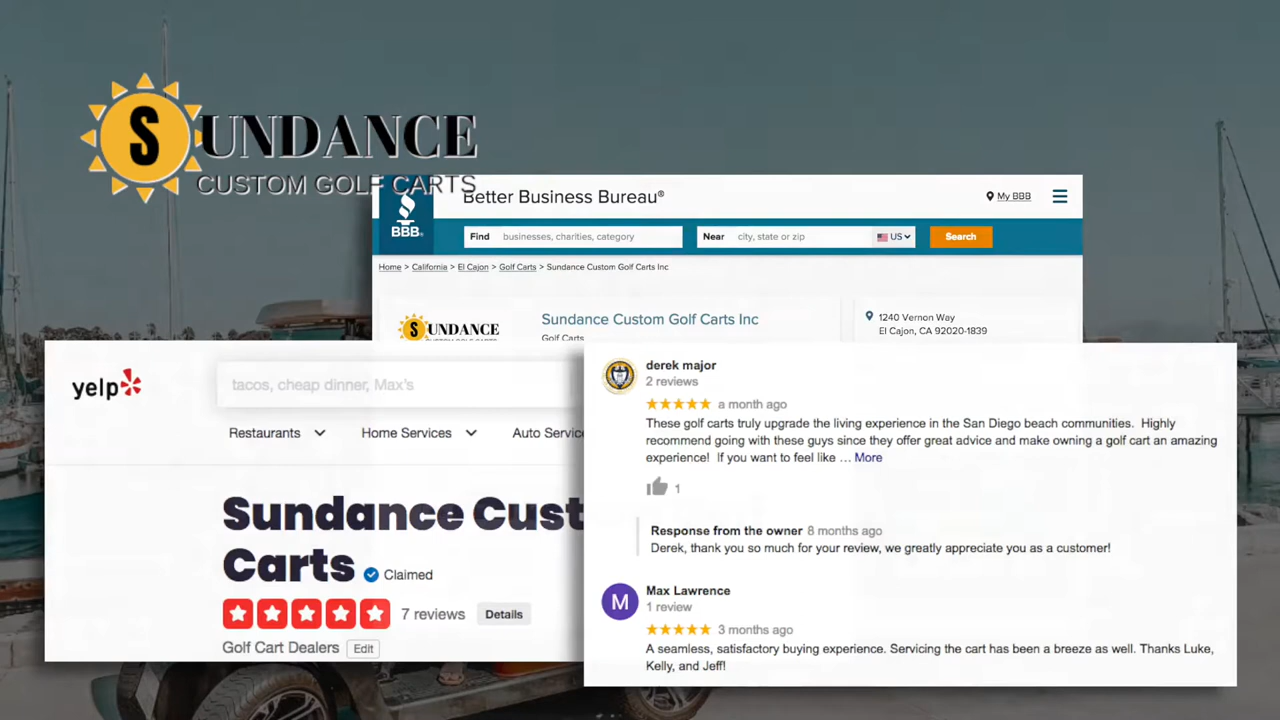 SUNDANCE
CUSTOM GOLF CARTS
Better Business Bureau®
My BBB
BBB®
Find businesses, charities, category
Near city, state or zip
US
Search
Home > California > El Cajon > Golf Carts > Sundance Custom Golf Carts Inc
SUNDANCE
Sundance Custom Golf Carts Inc
Golf Carts
1240 Vernon Way
El Cajon, CA 92020-1839
yelp
tacos, cheap dinner, Max's
Restaurants
Home Services
Auto Service
Sundance Cust
Carts
Claimed
7 reviews
Details
Golf Cart Dealers
Edit
derek major
2 reviews
a month ago
These golf carts truly upgrade the living experience in the San Diego beach communities. Highly
recommend going with these guys since they offer great advice and make owning a golf cart an amazing
experience! If you want to feel like … More
1
Response from the owner 8 months ago
Derek, thank you so much for your review, we greatly appreciate you as a customer!
M
Max Lawrence
1 review
3 months ago
A seamless, satisfactory buying experience. Servicing the cart has been a breeze as well. Thanks Luke,
Kelly, and Jeff!